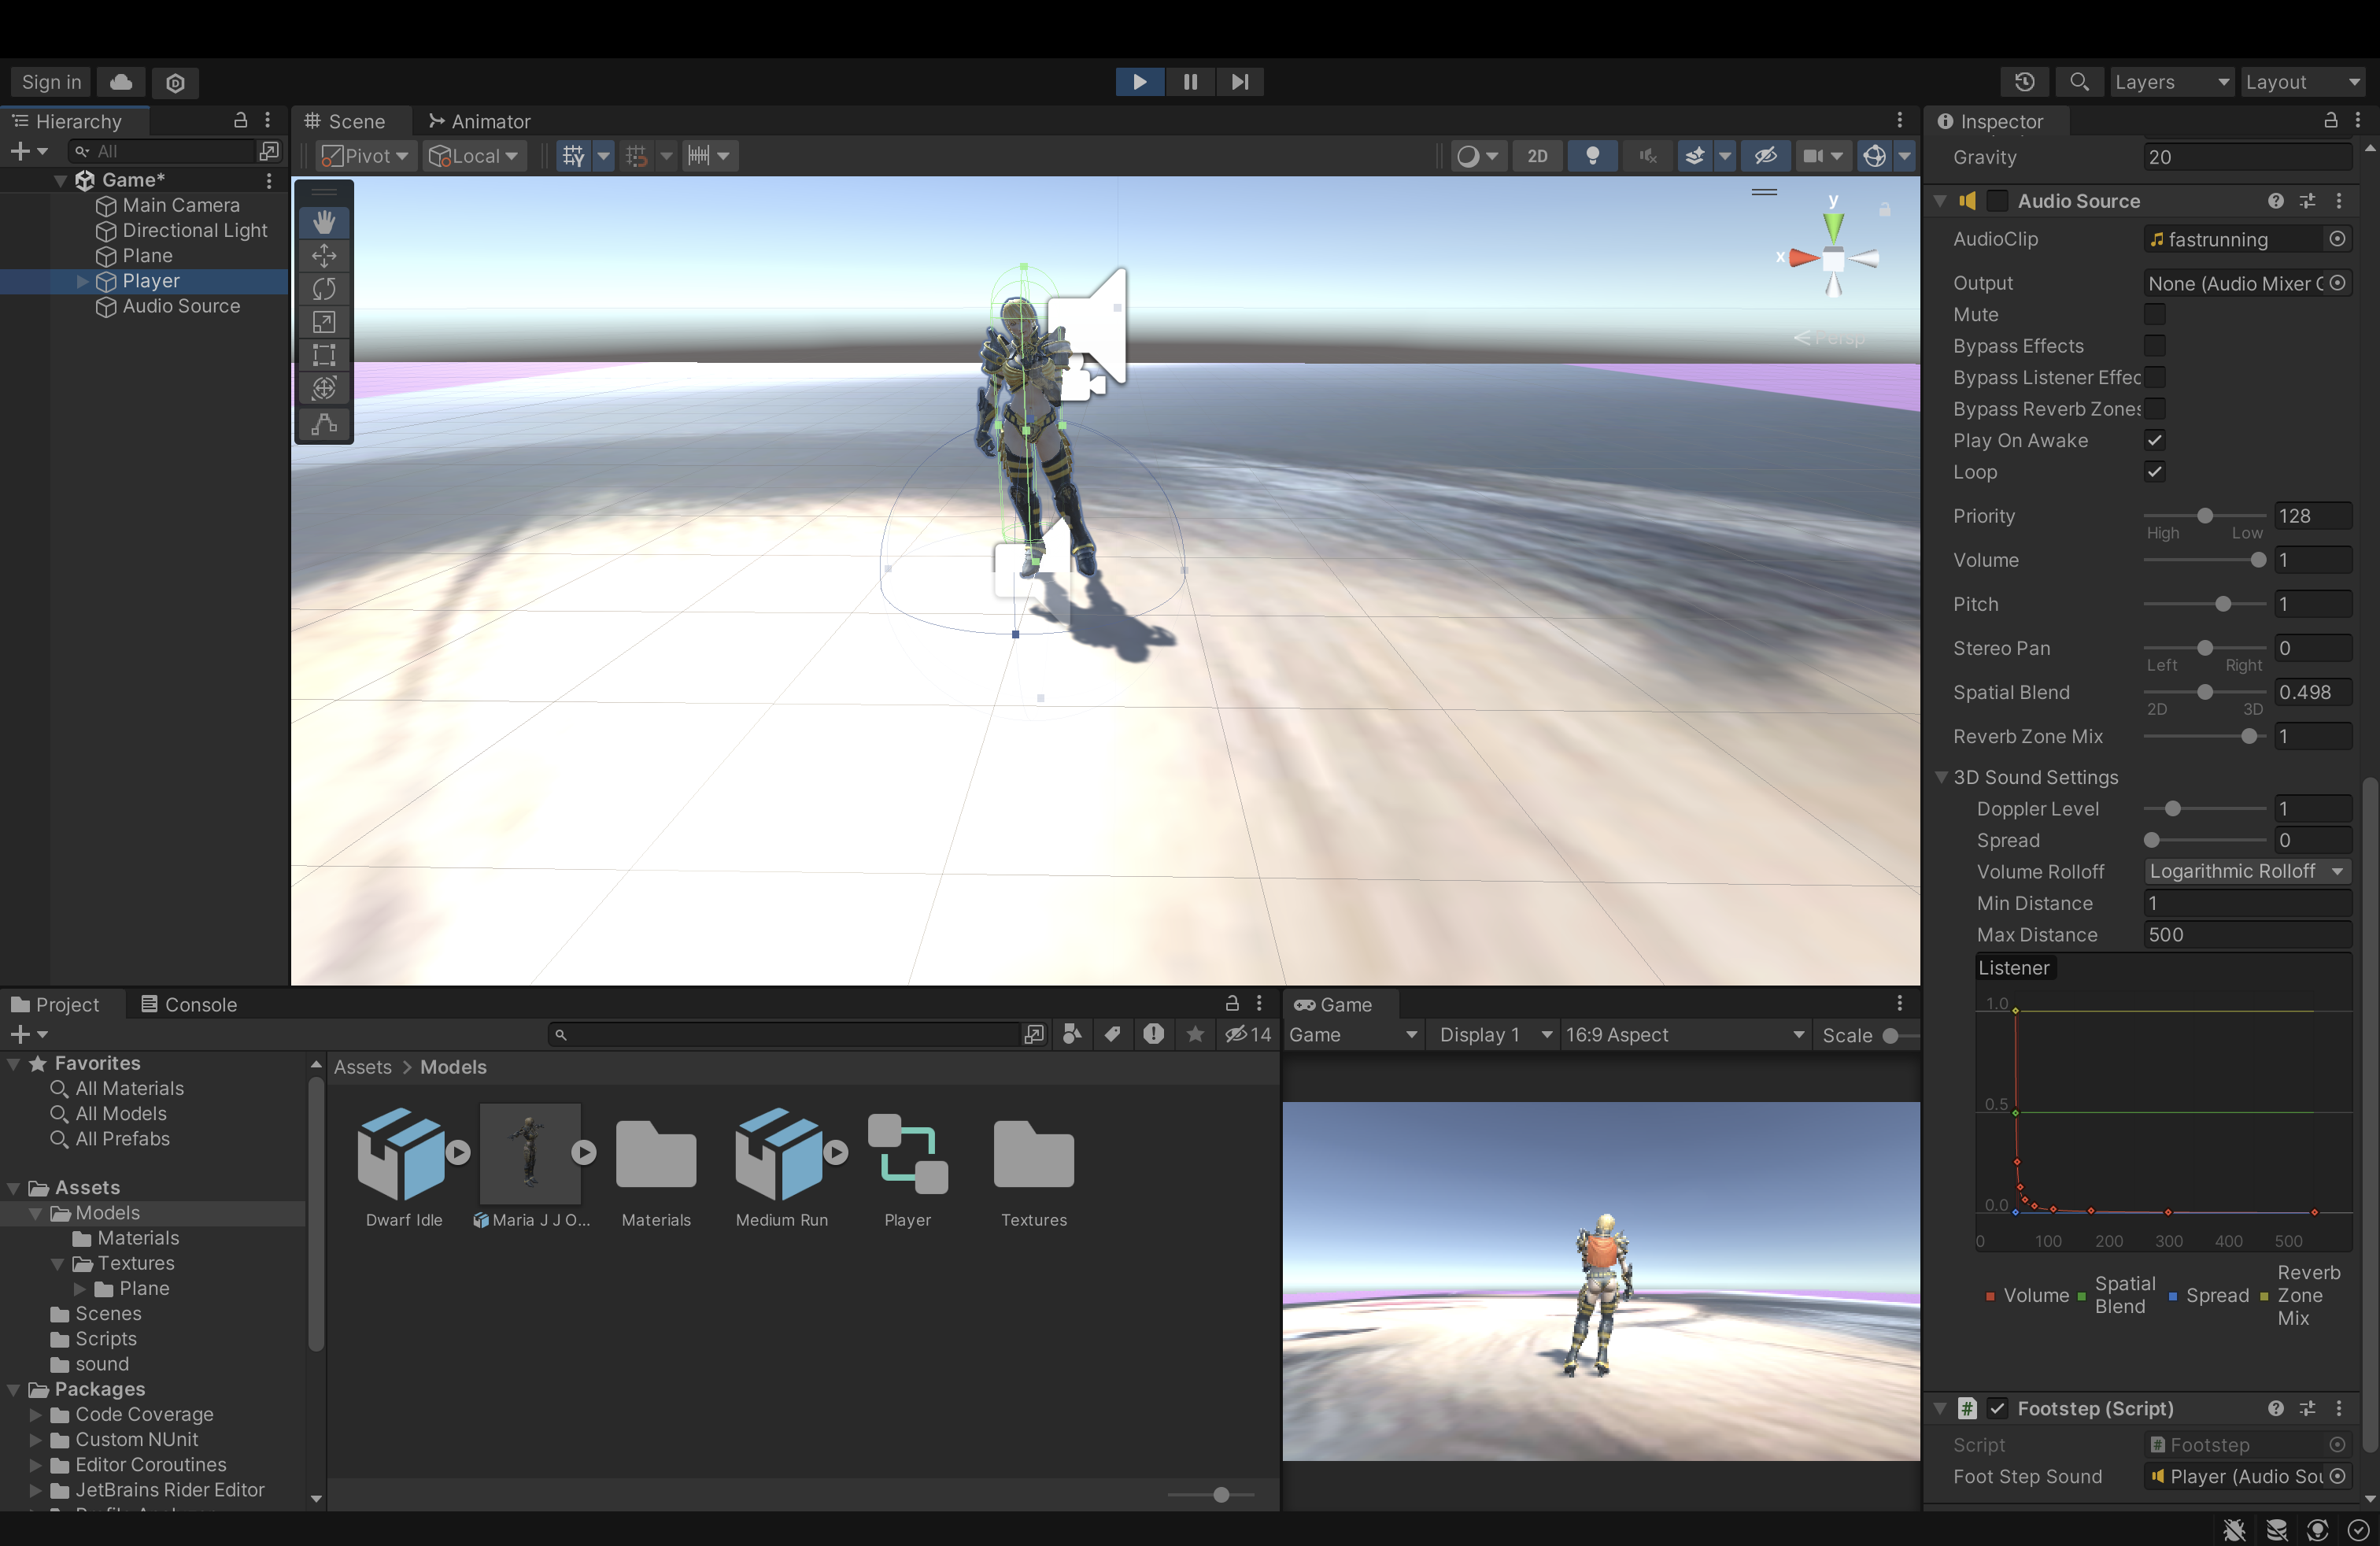 Sign in
Layers
Layout
Hierarchy
All
Game*
Main Camera
Directional Light
Plane
Player
Audio Source
Scene
Animator
Pivot
Local
2D
y
x
Persp
Inspector
Gravity 20
Audio Source
AudioClip fastrunning
Output None (Audio Mixer G
Mute
Bypass Effects
Bypass Listener Effec
Bypass Reverb Zones
Play On Awake
Loop
Priority 128
High Low
Volume 1
Pitch 1
Stereo Pan 0
Left Right
Spatial Blend 0.498
2D 3D
Reverb Zone Mix 1
3D Sound Settings
Doppler Level 1
Spread 0
Volume Rolloff Logarithmic Rolloff
Min Distance 1
Max Distance 500
Listener
1.0
0.5
0.0
0 100 200 300 400 500
Volume
Spatial
Blend
Spread
Reverb
Zone
Mix
Footstep (Script)
Script Footstep
Foot Step Sound Player (Audio Sou
Project
Console
14
Favorites
All Materials
All Models
All Prefabs
Assets
Models
Materials
Textures
Plane
Scenes
Scripts
sound
Packages
Code Coverage
Custom NUnit
Editor Coroutines
JetBrains Rider Editor
Assets > Models
Dwarf Idle
Maria J J O...
Materials
Medium Run
Player
Textures
Game
Game
Display 1
16:9 Aspect
Scale